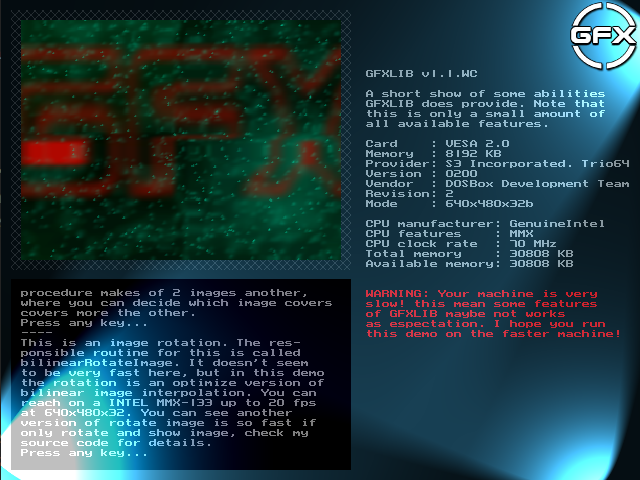 GFX
GFXLIB v1.1.WC
A short show of some abilities
GFXLIB does provide. Note that
this is only a small amount of
all available features.
Card : VESA 2.0
Memory : 8192 KB
Provider: S3 Incorporated. Trio64
Version : 0200
Vendor : DOSBox Development Team
Revision: 2
Mode : 640x480x32b
CPU manufacturer: GenuineIntel
CPU features : MMX
CPU clock rate : 70 MHz
Total memory : 30808 KB
Available memory: 30808 KB
WARNING: Your machine is very
slow! this mean some features
of GFXLIB maybe not works
as espectation. I hope you run
this demo on the faster machine!
procedure makes of 2 images another,
where you can decide which image covers
covers more the other.
Press any key...
----
This is an image rotation. The res-
ponsible routine for this is called
bilinearRotateImage. It doesn't seem
to be very fast here, but in this demo
the rotation is an optimize version of
bilinear image interpolation. You can
reach on a INTEL MMX-133 up to 20 fps
at 640x480x32. You can see another
version of rotate image is so fast if
only rotate and show image, check my
source code for details.
Press any key...